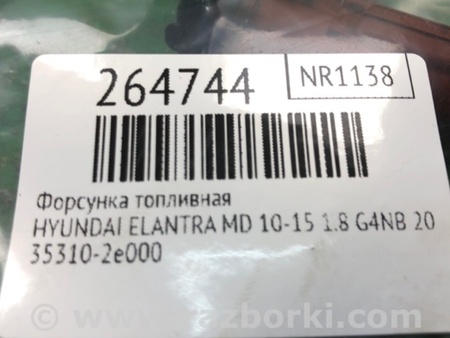 264744
NR1138
Форсунка топливная
HYUNDAI ELANTRA MD 10-15 1.8 G4NB 20
35310-2e000